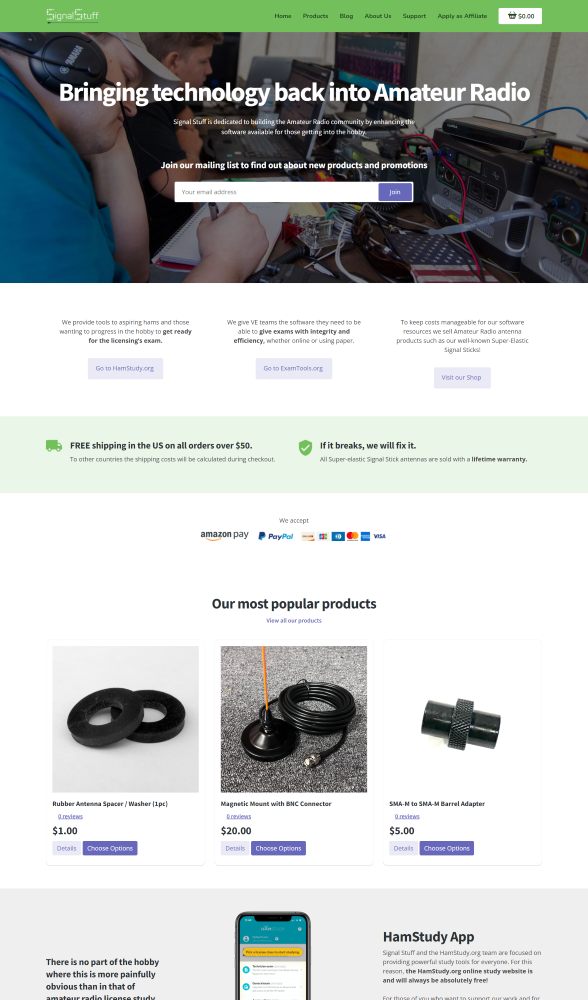 SignalStuff
Home Products Blog About Us Support Apply as Affiliate $0.00
Bringing technology back into Amateur Radio
Signal Stuff is dedicated to building the Amateur Radio community by enhancing the
software available for those getting into the hobby.
Join our mailing list to find out about new products and promotions
Your email address Join
We provide tools to aspiring hams and those
wanting to progress in the hobby to get ready
for the licensing's exam.
Go to HamStudy.org
We give VE teams the software they need to be
able to give exams with integrity and
efficiency, whether online or using paper.
Go to ExamTools.org
To keep costs manageable for our software
resources we sell Amateur Radio antenna
products such as our well-known Super-Elastic
Signal Sticks!
Visit our Shop
FREE shipping in the US on all orders over $50.
To other countries the shipping costs will be calculated during checkout.
If it breaks, we will fix it.
All Super-elastic Signal Stick antennas are sold with a lifetime warranty.
We accept
amazon pay PayPal VISA
Our most popular products
View all our products
Rubber Antenna Spacer / Washer (1pc)
0 reviews
$1.00
Details Choose Options
Magnetic Mount with BNC Connector
0 reviews
$20.00
Details Choose Options
SMA-M to SMA-M Barrel Adapter
0 reviews
$5.00
Details Choose Options
There is no part of the hobby
where this is more painfully
obvious than in that of
amateur radio license study
HamStudy App
Signal Stuff and the HamStudy.org team are focused on
providing powerful study tools for everyone. For this
reason, the HamStudy.org online study website is
and will always be absolutely free!
For those of you who want to support our work and for